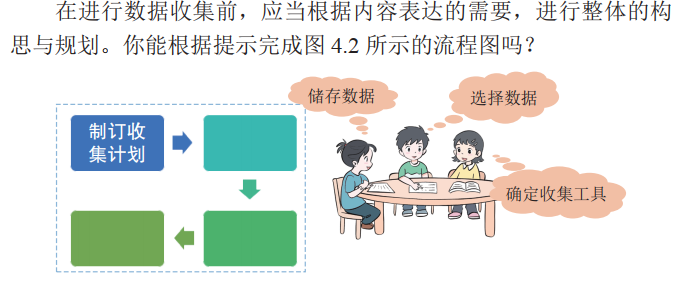 在进行数据收集前，应当根据内容表达的需要，进行整体的构
思与规划。你能根据提示完成图 4.2 所示的流程图吗？
储存数据
选择数据
制订收
集计划
确定收集工具